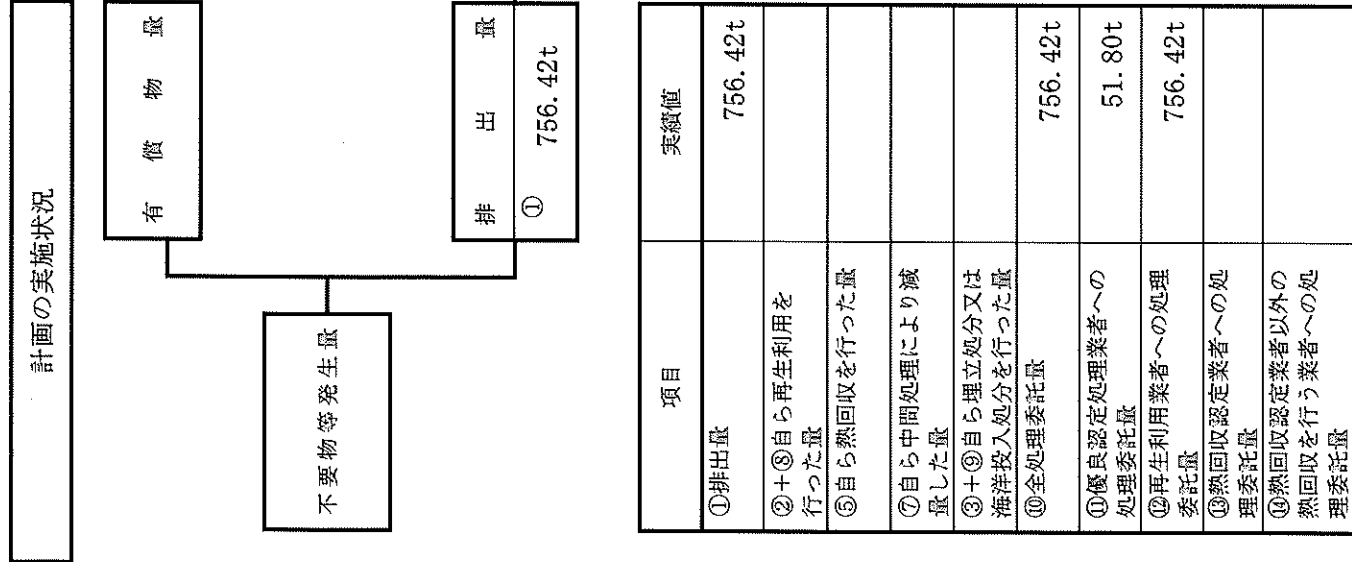 計画の実施状況
有償物量
不要物等発生量
排出量
① 756.42t
項目 実績値
①排出量 756.42t
②+⑧自ら再生利用を
行った量
⑤自ら熱回収を行った量
⑦自ら中間処理により減
量した量
③+⑨自ら埋立処分又は
海洋投入処分を行った量
⑩全処理委託量 756.42t
⑪優良認定処理業者への
処理委託量 51.80t
⑫再生利用業者への処理
委託量 756.42t
⑬熱回収認定業者への処
理委託量
⑭熱回収認定業者以外の
熱回収を行う業者への処
理委託量